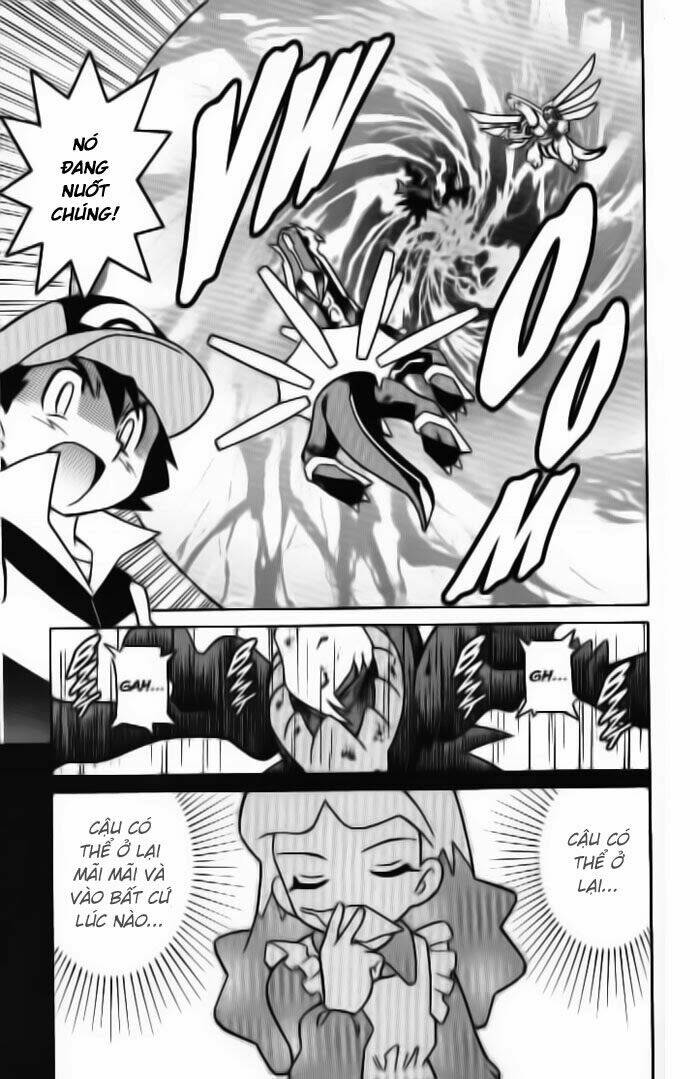 NÓ
ĐANG
NUỐT
CHÚNG!
VWOOOM
GH...
GAH...
CẬU CÓ
THỂ Ở
LẠI...
CẬU CÓ
THỂ Ở LẠI
MÃI MÃI VÀ
VÀO BẤT CỨ
LÚC NÀO...